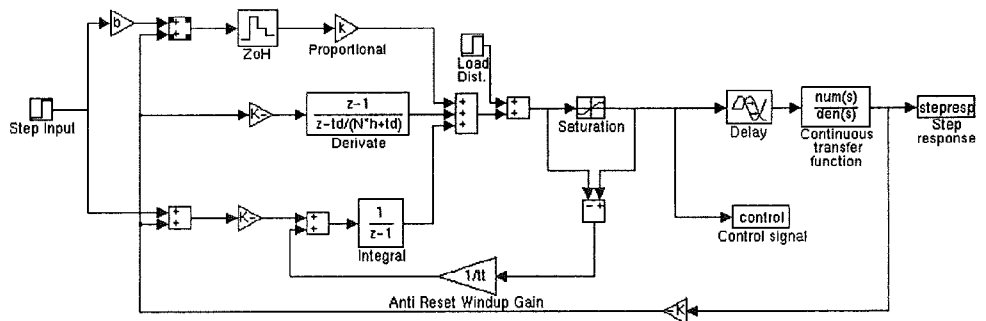 b
+
+
ZoH
k
Proportional
Load
Dist.
Step Input
K-
z-1
z-td/(N*h+td)
Derivate
+
+
+
+
+
Saturation
Delay
num(s)
den(s)
Continuous
transfer
function
stepresp
Step
response
+
+
K-
+
+
1
z-1
Integral
- +
control
Control signal
1/tt
Anti Reset Windup Gain
-K